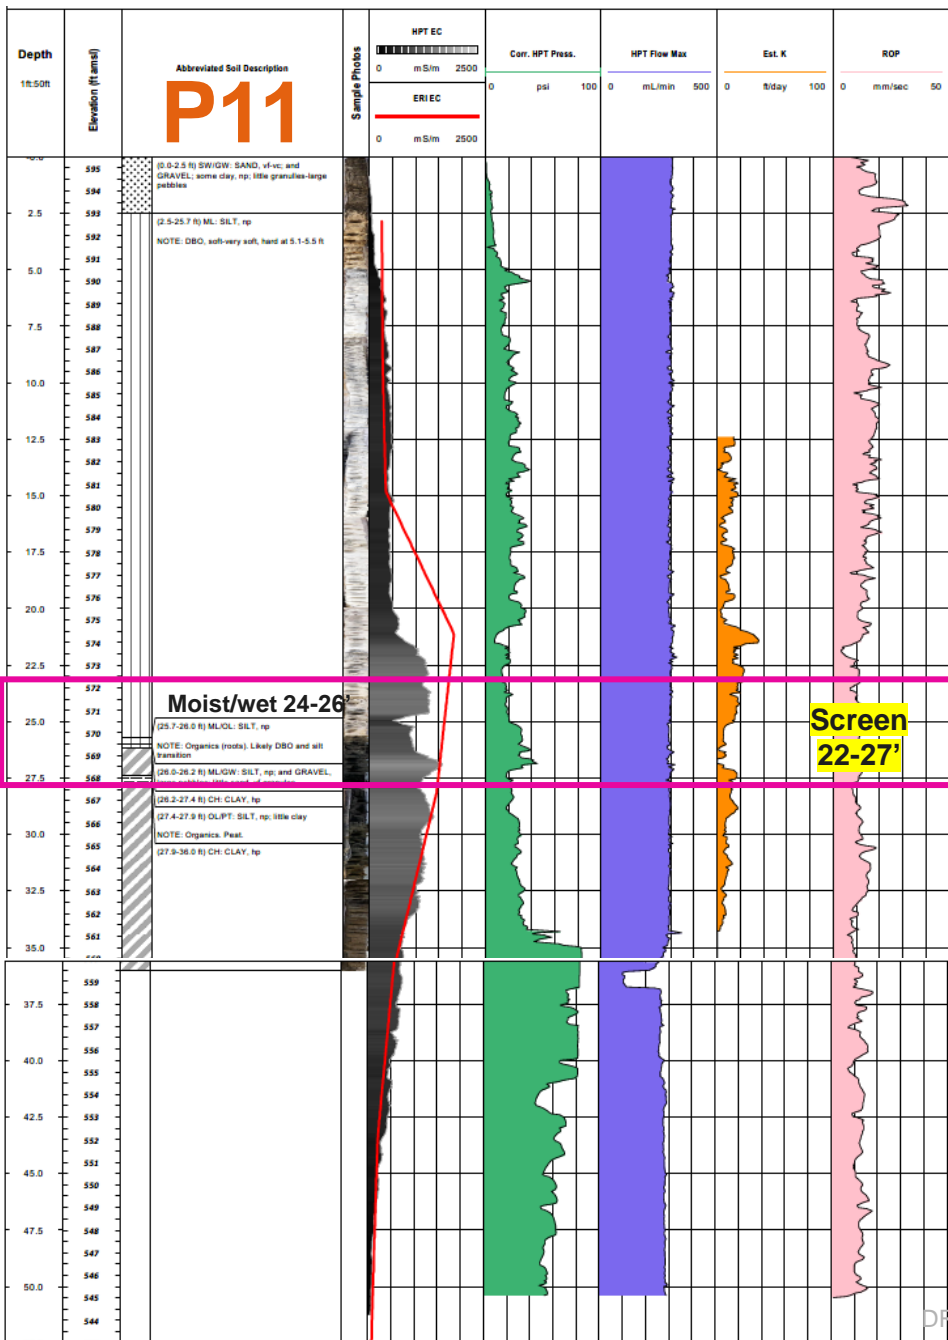 Depth
1ft:50ft
Elevation (ft amsl)
Abbreviated Soil Description
P11
Sample Photos
HPT EC
0 mS/m 2500
ERI EC
0 mS/m 2500
Corr. HPT Press.
0 psi 100
HPT Flow Max
0 mL/min 500
Est. K
0 ft/day 100
ROP
0 mm/sec 50
595
594
2.5
593
592
591
5.0
590
589
7.5
588
587
586
10.0
585
584
12.5
583
582
15.0
581
580
579
17.5
578
577
576
20.0
575
574
22.5
573
572
25.0
571
570
569
27.5
568
567
30.0
566
565
564
32.5
563
562
35.0
561
559
37.5
558
557
40.0
556
555
554
42.5
553
552
45.0
551
550
549
47.5
548
547
50.0
546
545
544
(0.0-2.5 ft) SW/GW: SAND, vf-vc; and
GRAVEL; some clay, np; little granules-large
pebbles
(2.5-25.7 ft) ML: SILT, np
NOTE: DBO, soft-very soft, hard at 5.1-5.5 ft
Moist/wet 24-26'
(25.7-26.0 ft) ML/OL: SILT, np
NOTE: Organics (roots). Likely DBO and silt
transition
(26.0-26.2 ft) ML/GW: SILT, np; and GRAVEL,
(26.2-27.4 ft) CH: CLAY, hp
(27.4-27.9 ft) OL/PT: SILT, np; little clay
NOTE: Organics. Peat.
(27.9-36.0 ft) CH: CLAY, hp
Screen
22-27'